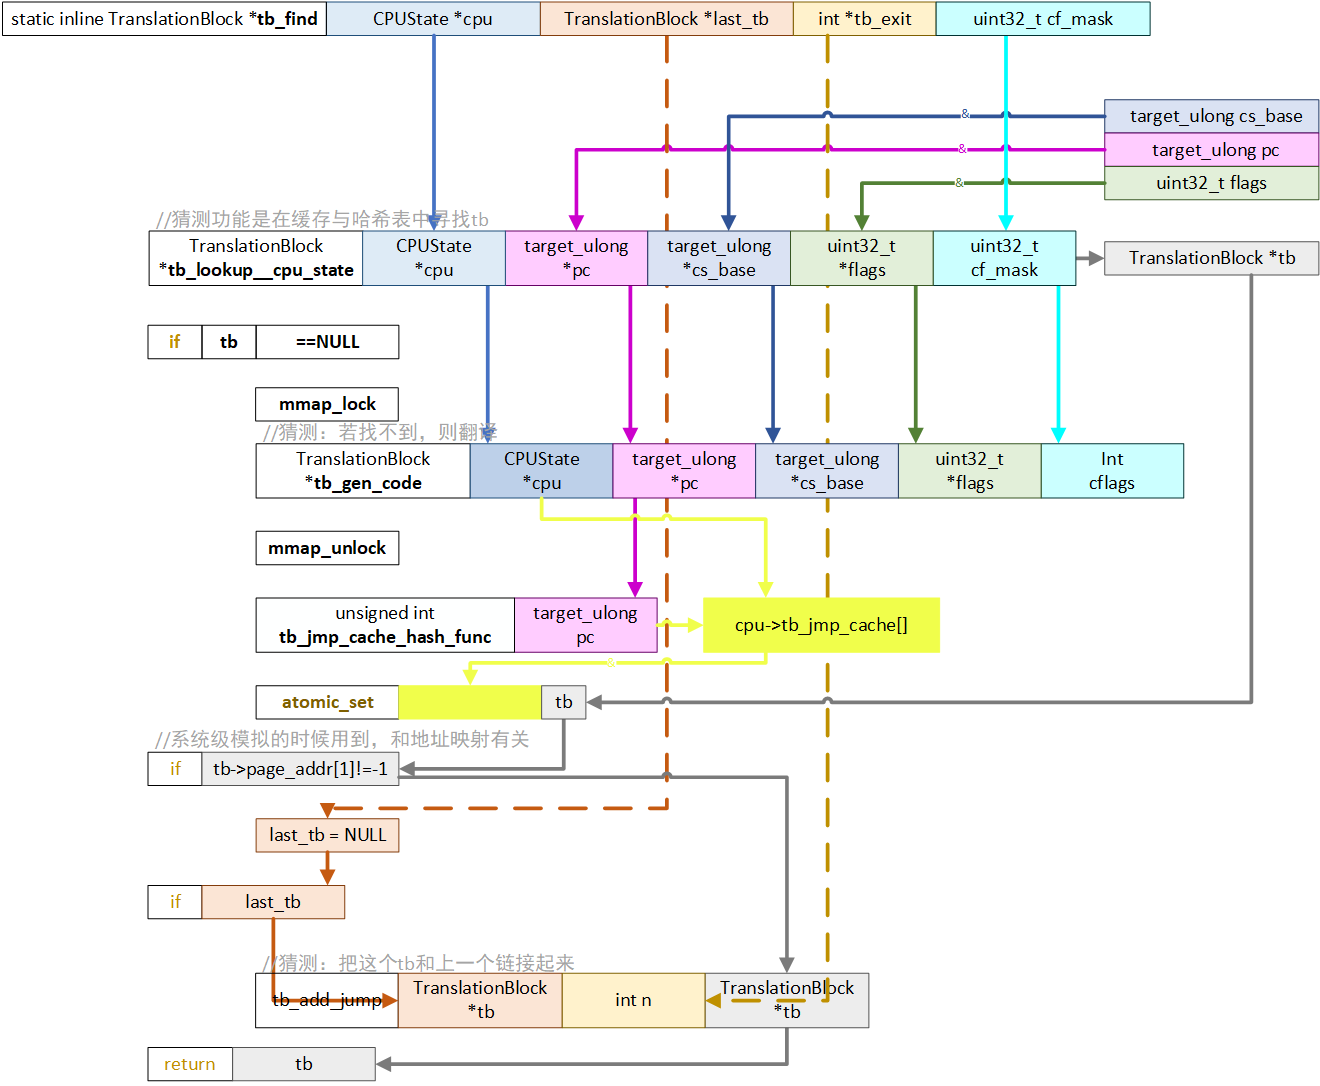 static inline TranslationBlock *tb_find
CPUState *cpu
TranslationBlock *last_tb
int *tb_exit
uint32_t cf_mask
&
target_ulong cs_base
&
target_ulong pc
&
uint32_t flags
//猜测功能是在缓存与哈希表中寻找tb
TranslationBlock
*tb_lookup__cpu_state
CPUState
*cpu
target_ulong
*pc
target_ulong
*cs_base
uint32_t
*flags
uint32_t
cf_mask
TranslationBlock *tb
if
tb
==NULL
mmap_lock
//猜测：若找不到，则翻译
TranslationBlock
*tb_gen_code
CPUState
*cpu
target_ulong
*pc
target_ulong
*cs_base
uint32_t
*flags
Int
cflags
mmap_unlock
unsigned int
tb_jmp_cache_hash_func
target_ulong
pc
cpu->tb_jmp_cache[]
&
atomic_set
tb
//系统级模拟的时候用到，和地址映射有关
if
tb->page_addr[1]!=-1
last_tb = NULL
if
last_tb
//猜测：把这个tb和上一个链接起来
tb_add_jump
TranslationBlock
*tb
int n
TranslationBlock
*tb
return
tb